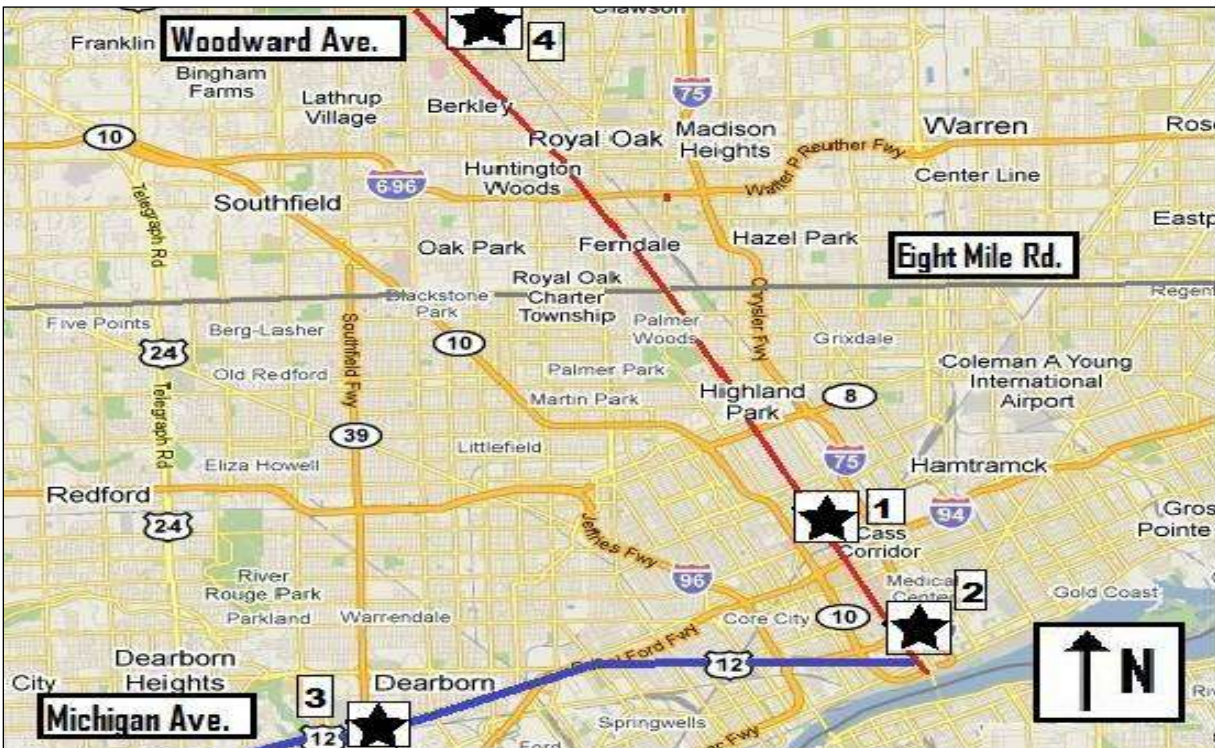 Clawson
Franklin
Woodward Ave.
4
Bingham
Farms
Lathrup
Village
Berkley
75
10
Royal Oak
Madison
Heights
Warren
Walter P Reuther Fwy
Center Line
Huntington
Woods
696
Telegraph Rd
Southfield
Oak Park
Ferndale
Hazel Park
Eight Mile Rd.
Royal Oak
Charter
Township
Blackstone
Park
Chrysler Fwy
Five Points
Berg-Lasher
Southfield Fwy
10
Palmer
Woods
Grixdale
24
Old Redford
Palmer Park
Coleman A Young
International
Airport
Telegraph Rd
Martin Park
Highland
Park
8
39
Littlefield
75
Eliza Howell
Hamtramck
Redford
24
Jeffries Fwy
1
94
Cass
Corridor
Pointe
River
Rouge Park
96
Medical
Center
2
Gold Coast
Parkland
Warrendale
Core City
10
Ford Fwy
12
N
Dearborn
Heights
City
3
Dearborn
Michigan Ave.
12
Springwells
Ford
Fwy